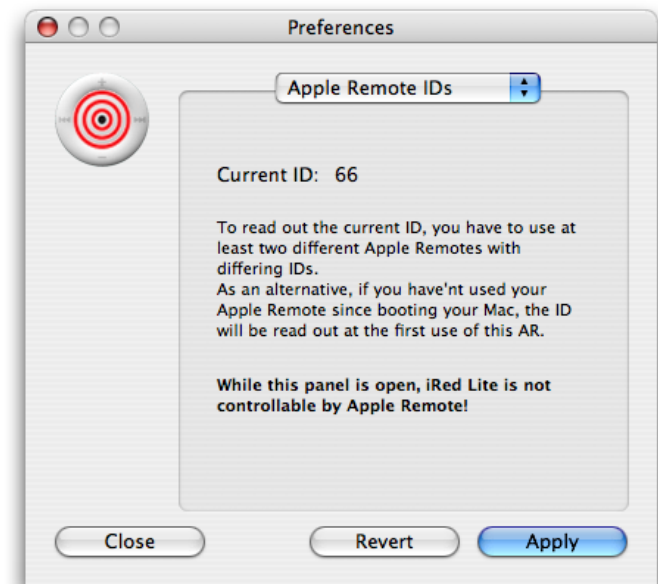 Preferences
Apple Remote IDs
Current ID: 66
To read out the current ID, you have to use at
least two different Apple Remotes with
differing IDs.
As an alternative, if you have'nt used your
Apple Remote since booting your Mac, the ID
will be read out at the first use of this AR.
While this panel is open, iRed Lite is not
controllable by Apple Remote!
Close
Revert
Apply